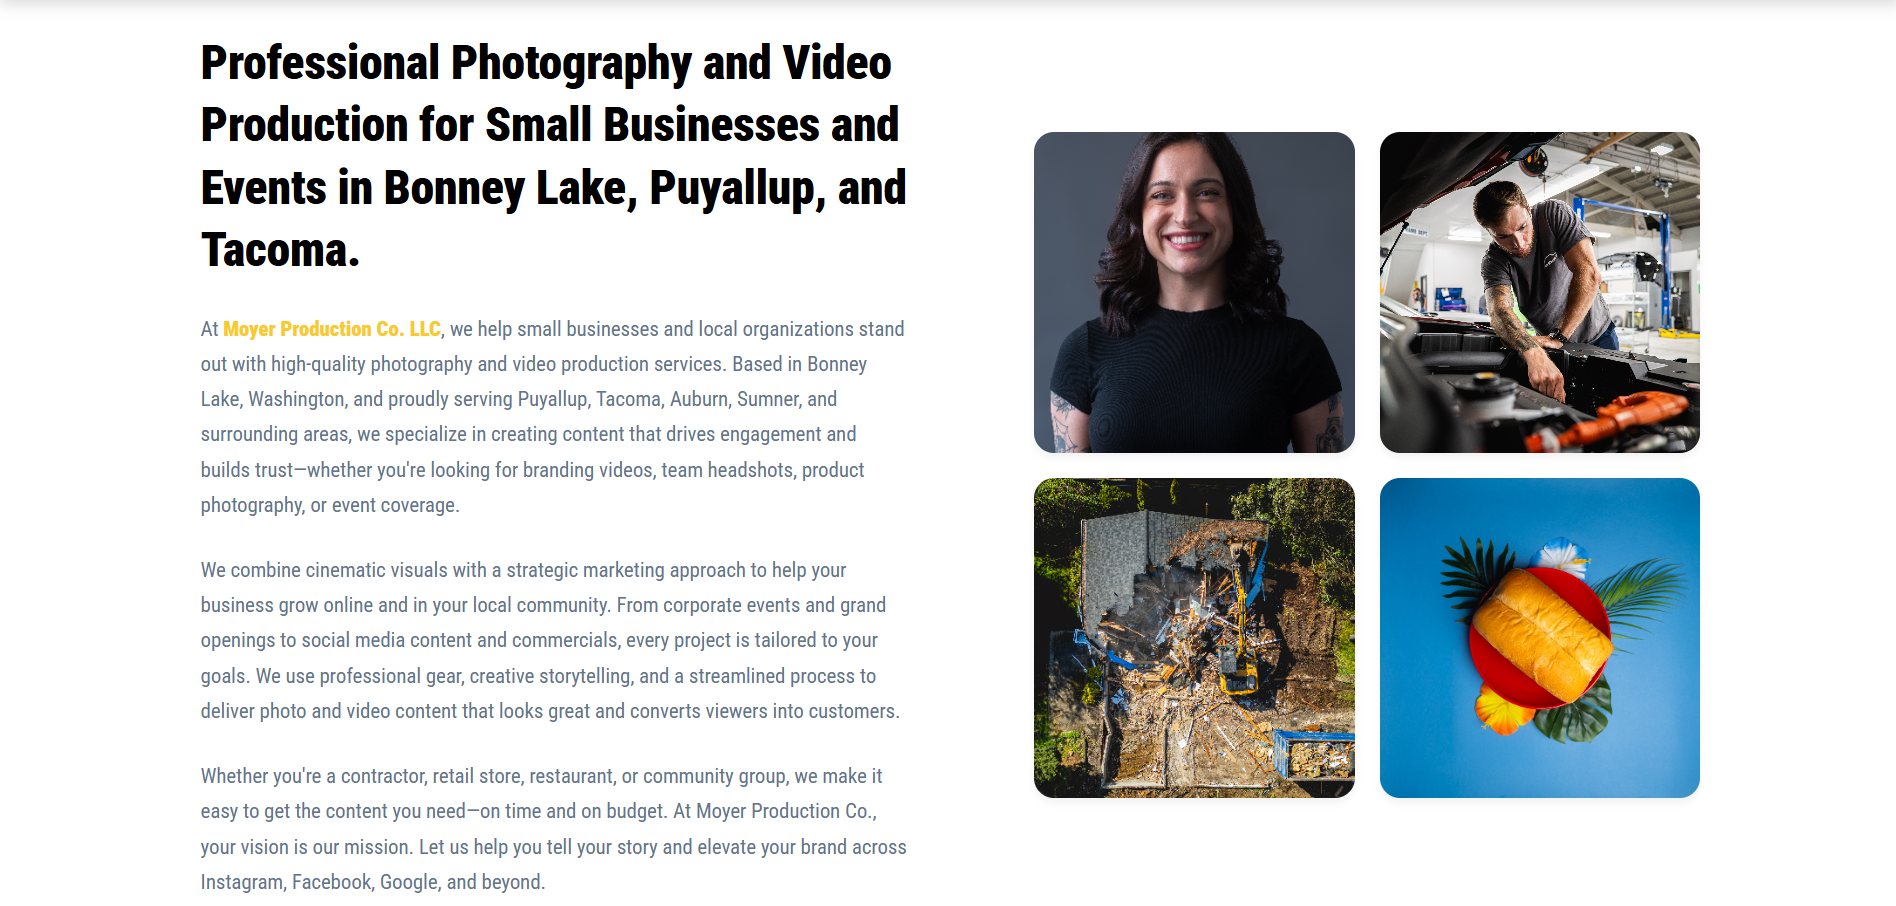 Professional Photography and Video
Production for Small Businesses and
Events in Bonney Lake, Puyallup, and
Tacoma.
At Moyer Production Co. LLC, we help small businesses and local organizations stand
out with high-quality photography and video production services. Based in Bonney
Lake, Washington, and proudly serving Puyallup, Tacoma, Auburn, Sumner, and
surrounding areas, we specialize in creating content that drives engagement and
builds trust—whether you're looking for branding videos, team headshots, product
photography, or event coverage.
We combine cinematic visuals with a strategic marketing approach to help your
business grow online and in your local community. From corporate events and grand
openings to social media content and commercials, every project is tailored to your
goals. We use professional gear, creative storytelling, and a streamlined process to
deliver photo and video content that looks great and converts viewers into customers.
Whether you're a contractor, retail store, restaurant, or community group, we make it
easy to get the content you need—on time and on budget. At Moyer Production Co.,
your vision is our mission. Let us help you tell your story and elevate your brand across
Instagram, Facebook, Google, and beyond.